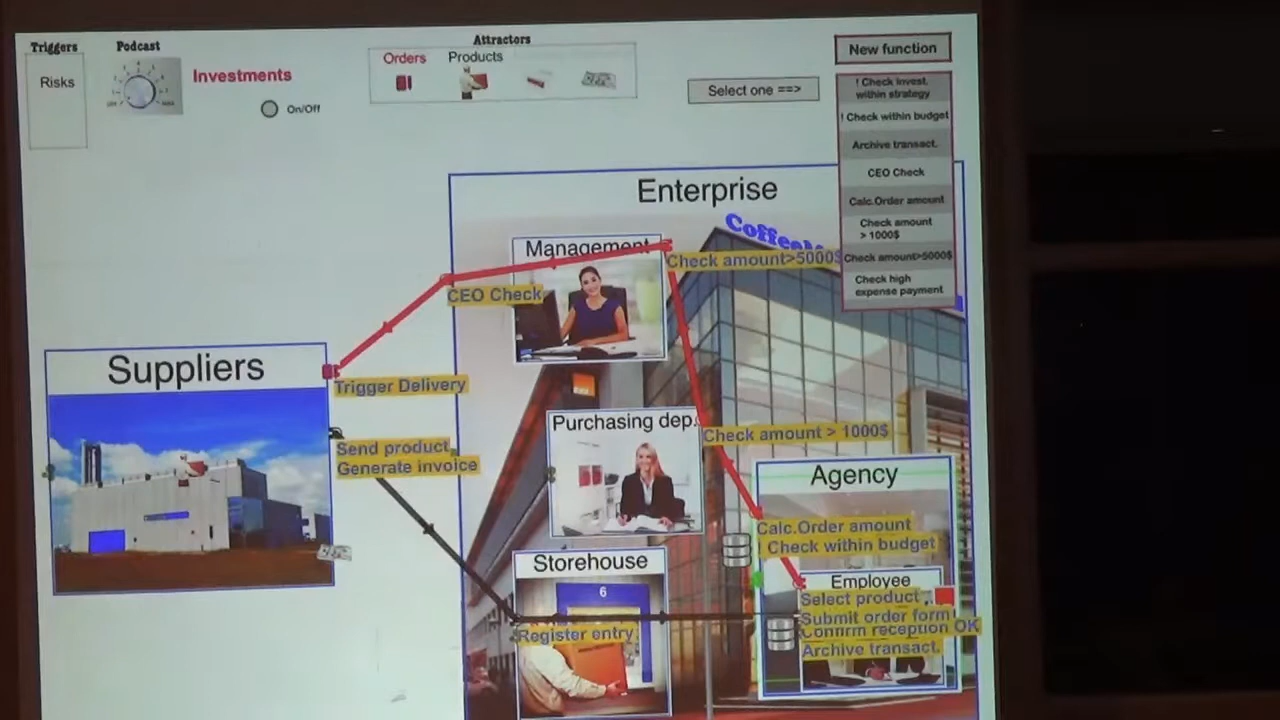 Triggers
Risks
Podcast
Investments
On/Off
Attractors
Orders
Products
Select one ==>
New function
! Check invest.
within strategy
! Check within budget
Archive transact.
CEO Check
Calc.Order amount
Check amount
> 1000$
Check amount>5000$
Check high
expense payment
Enterprise
Management
Check amount>5000$
CEO Check
Suppliers
Trigger Delivery
Send product
Generate invoice
Purchasing dep.
Check amount > 1000$
Agency
Calc.Order amount
! Check within budget
Storehouse
6
Register entry
Employee
Select product
Submit order form
Confirm reception OK
Archive transact.